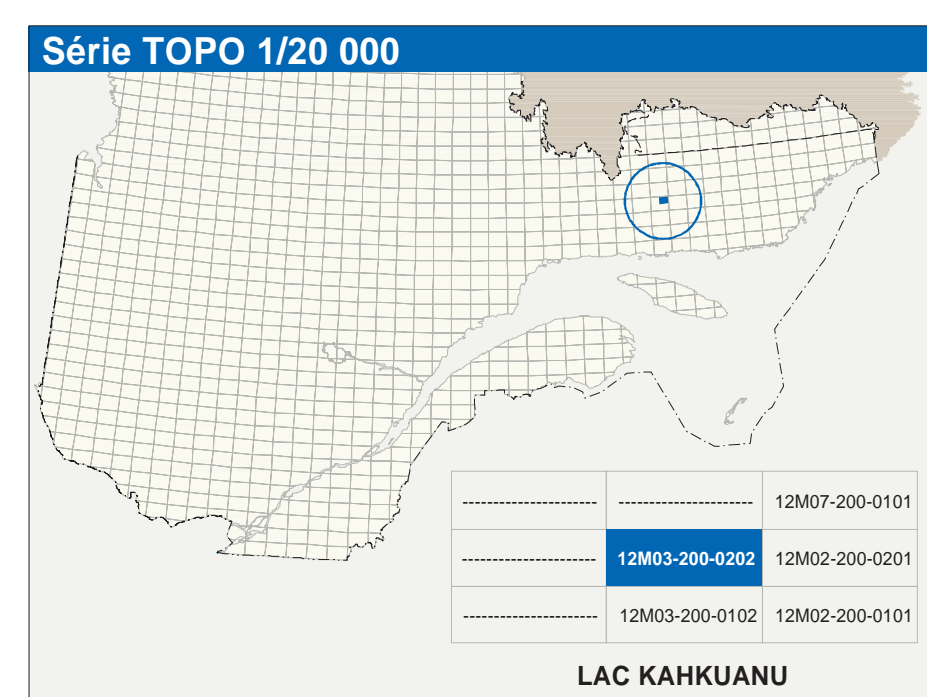 Série TOPO 1/20 000
--------------------- --------------------- 12M07-200-0101
--------------------- 12M03-200-0202 12M02-200-0201
--------------------- 12M03-200-0102 12M02-200-0101
LAC KAHKUANU